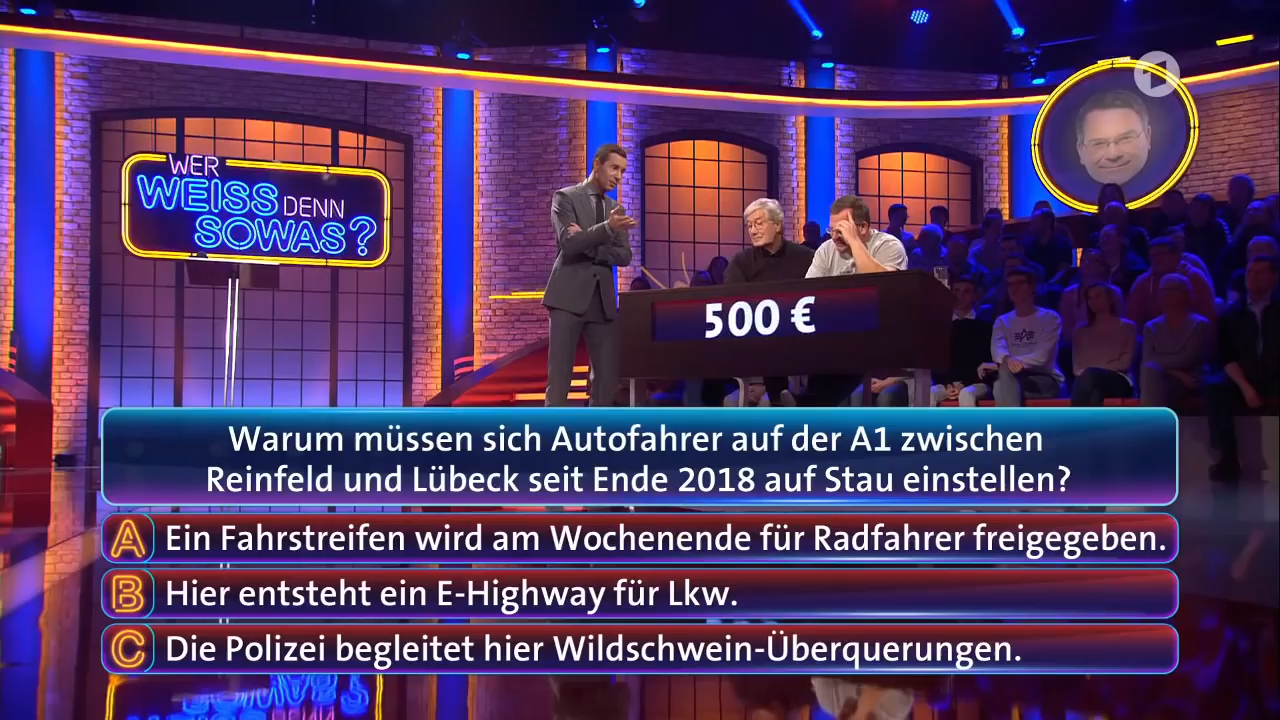 WER
WEISS DENN
SOWAS?
500 €
Warum müssen sich Autofahrer auf der A1 zwischen
Reinfeld und Lübeck seit Ende 2018 auf Stau einstellen?
A Ein Fahrstreifen wird am Wochenende für Radfahrer freigegeben.
B Hier entsteht ein E-Highway für Lkw.
C Die Polizei begleitet hier Wildschwein-Überquerungen.